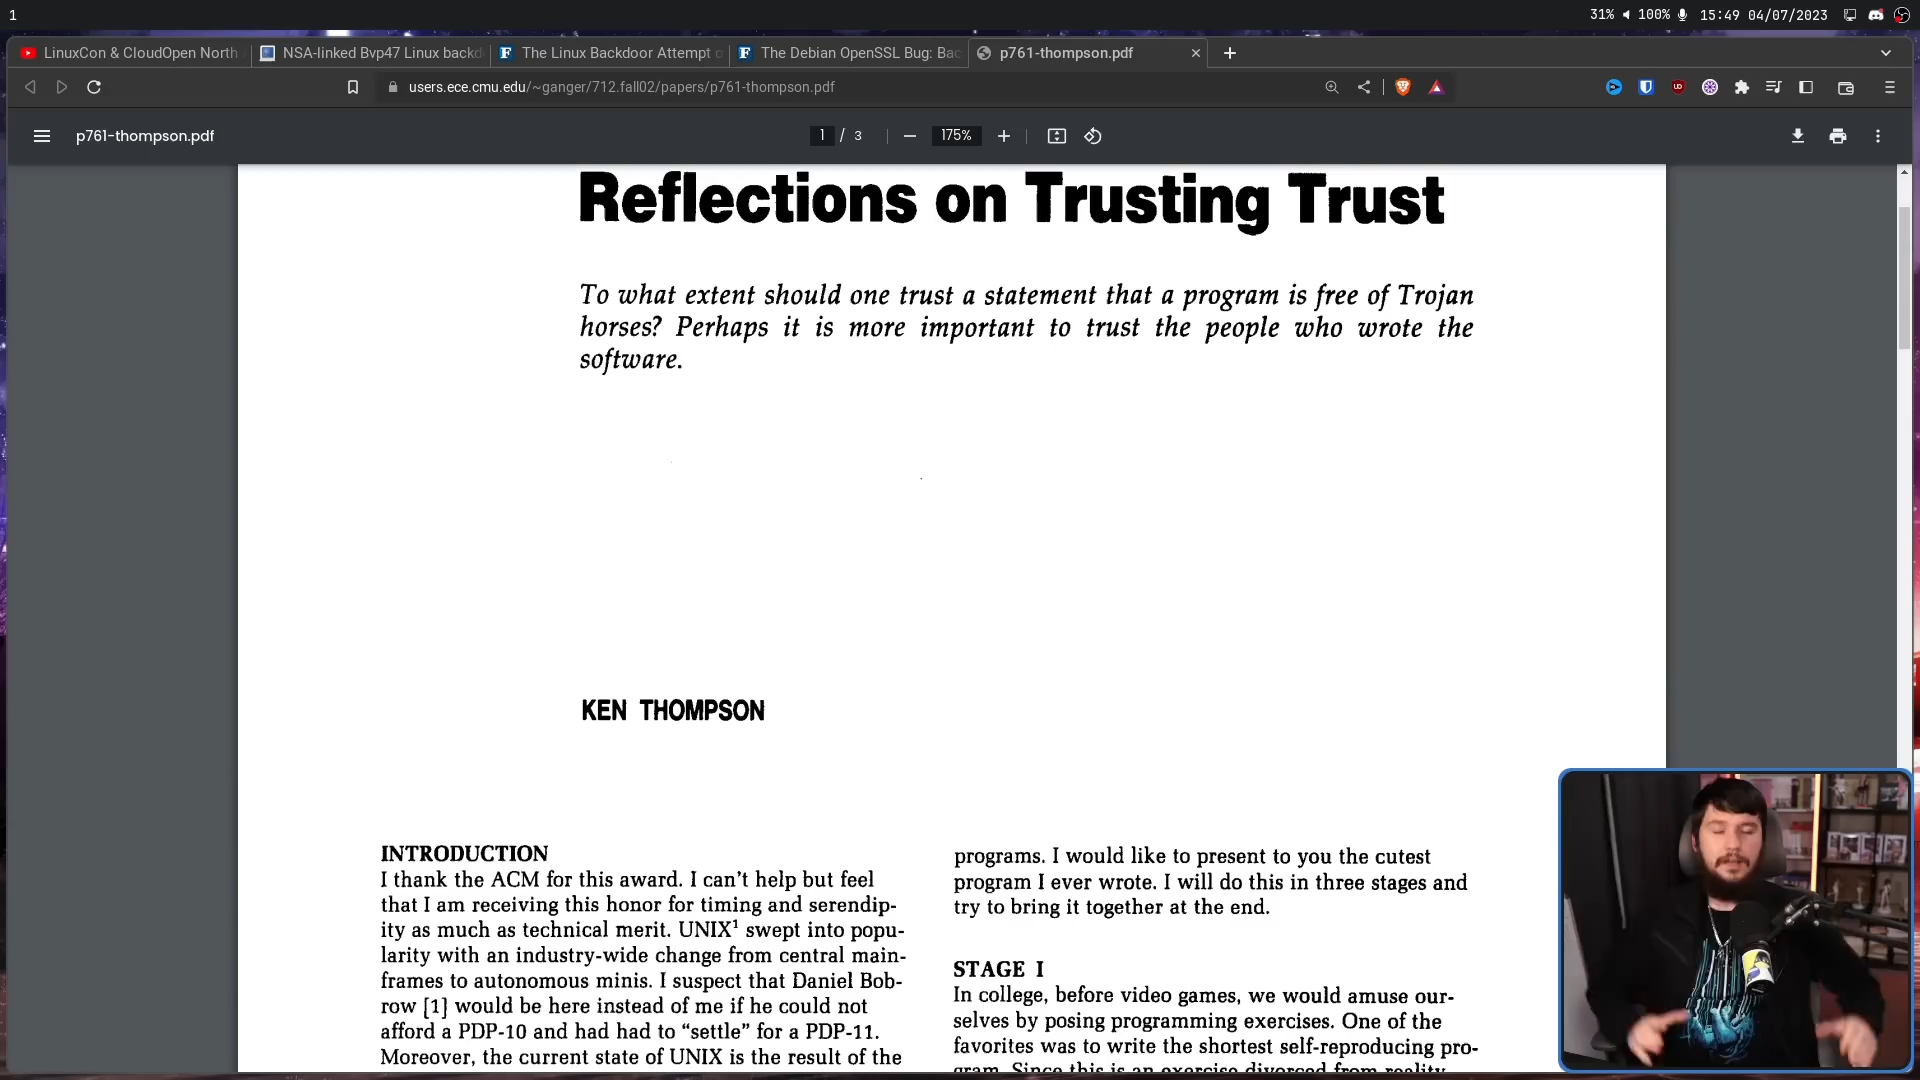 1
31% 100% 15:49 04/07/2023
LinuxCon & CloudOpen North
NSA-linked Bvp47 Linux backd
The Linux Backdoor Attempt o
The Debian OpenSSL Bug: Bac
p761-thompson.pdf
users.ece.cmu.edu/~ganger/712.fall02/papers/p761-thompson.pdf
p761-thompson.pdf
1 / 3
175%
Reflections on Trusting Trust
To what extent should one trust a statement that a program is free of Trojan
horses? Perhaps it is more important to trust the people who wrote the
software.
KEN THOMPSON
INTRODUCTION
I thank the ACM for this award. I can't help but feel
that I am receiving this honor for timing and serendip-
ity as much as technical merit. UNIX¹ swept into popu-
larity with an industry-wide change from central main-
frames to autonomous minis. I suspect that Daniel Bob-
row [1] would be here instead of me if he could not
afford a PDP-10 and had had to “settle” for a PDP-11.
Moreover, the current state of UNIX is the result of the
programs. I would like to present to you the cutest
program I ever wrote. I will do this in three stages and
try to bring it together at the end.
STAGE I
In college, before video games, we would amuse our-
selves by posing programming exercises. One of the
favorites was to write the shortest self-reproducing pro-
gram. Since this is an exercise divorced from reality,